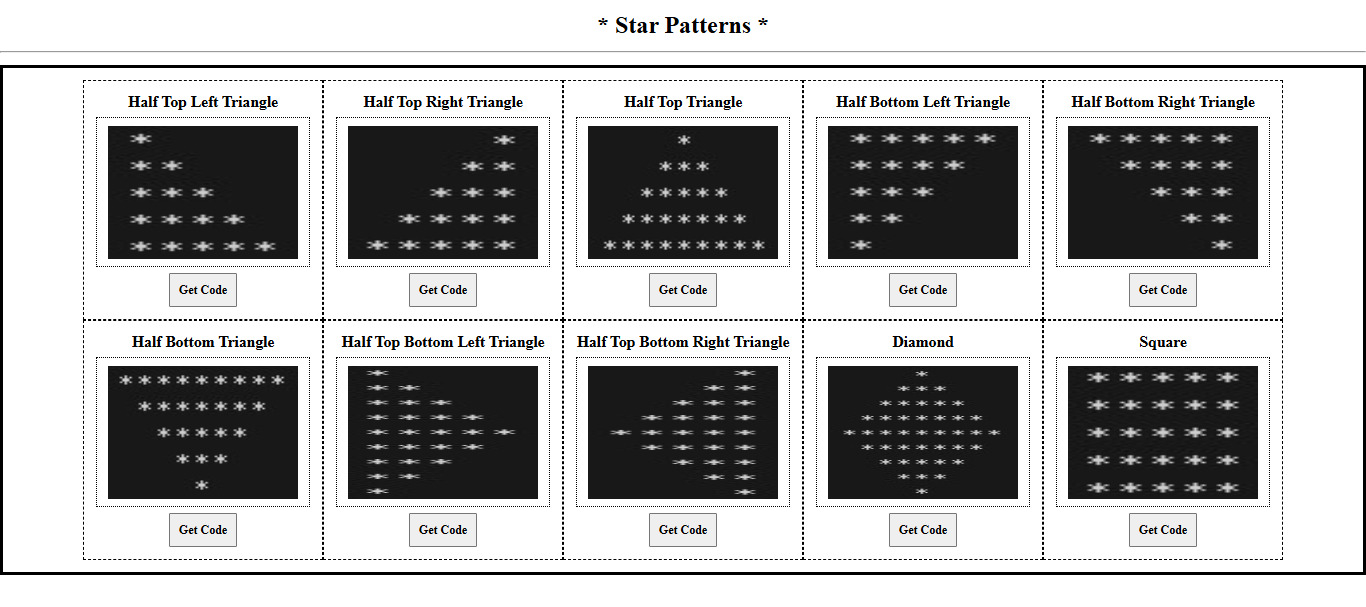 * Star Patterns *
Half Top Left Triangle
*
* *
* * *
* * * *
* * * * *
Get Code
Half Top Right Triangle
*
* *
* * *
* * * *
* * * * *
Get Code
Half Top Triangle
*
* * *
* * * * *
* * * * * * *
* * * * * * * * *
Get Code
Half Bottom Left Triangle
* * * * *
* * * *
* * *
* *
*
Get Code
Half Bottom Right Triangle
* * * * *
* * * *
* * *
* *
*
Get Code
Half Bottom Triangle
* * * * * * * * *
* * * * * * *
* * * * *
* * *
*
Get Code
Half Top Bottom Left Triangle
*
* *
* * *
* * * *
* * * * *
* * * *
* * *
* *
*
Get Code
Half Top Bottom Right Triangle
*
* *
* * *
* * * *
* * * * *
* * * *
* * *
* *
*
Get Code
Diamond
*
* * *
* * * * *
* * * * * * *
* * * * * * * * *
* * * * * * *
* * * * *
* * *
*
Get Code
Square
* * * * *
* * * * *
* * * * *
* * * * *
* * * * *
Get Code